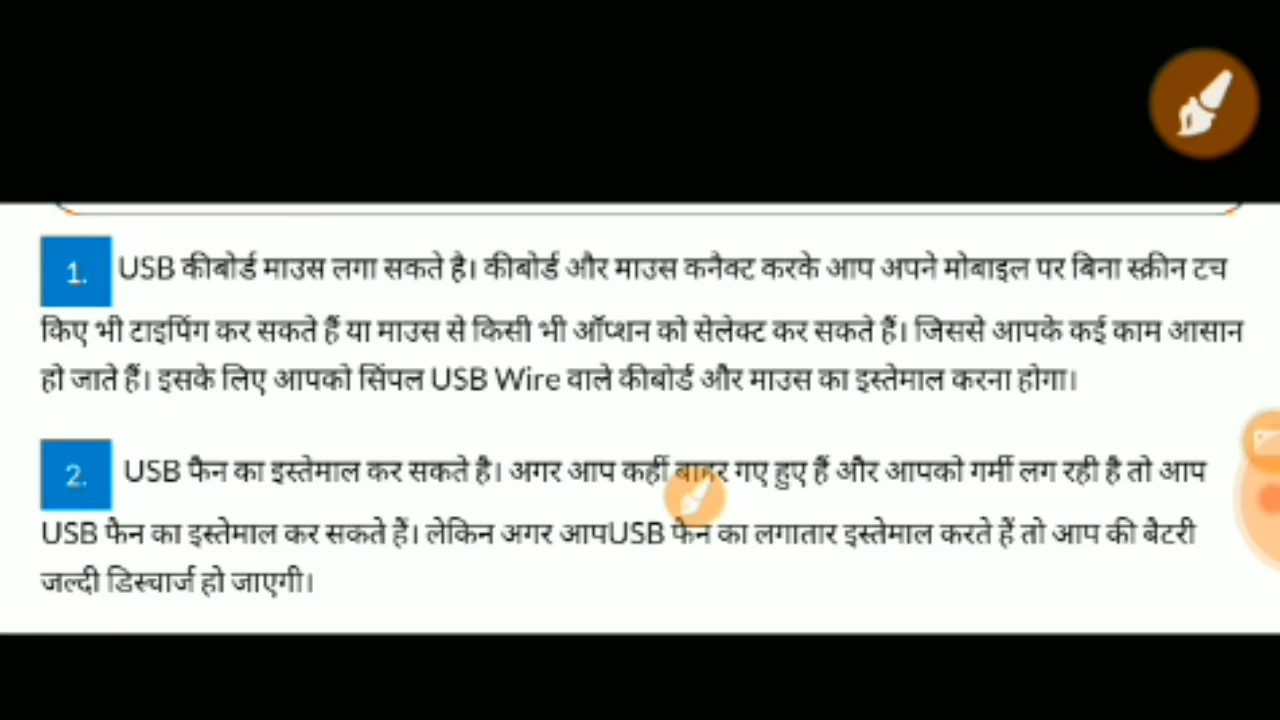 1. USB कीबोर्ड माउस लगा सकते है। कीबोर्ड और माउस कनैक्ट करके आप अपने मोबाइल पर बिना स्क्रीन टच
किए भी टाइपिंग कर सकते हैं या माउस से किसी भी ऑप्शन को सेलेक्ट कर सकते हैं। जिससे आपके कई काम आसान
हो जाते हैं। इसके लिए आपको सिंपल USB Wire वाले कीबोर्ड और माउस का इस्तेमाल करना होगा।
2. USB फैन का इस्तेमाल कर सकते है। अगर आप कहीं बाहर गए हुए हैं और आपको गर्मी लग रही है तो आप
USB फैन का इस्तेमाल कर सकते हैं। लेकिन अगर आपUSB फैन का लगातार इस्तेमाल करते हैं तो आप की बैटरी
जल्दी डिस्चार्ज हो जाएगी।